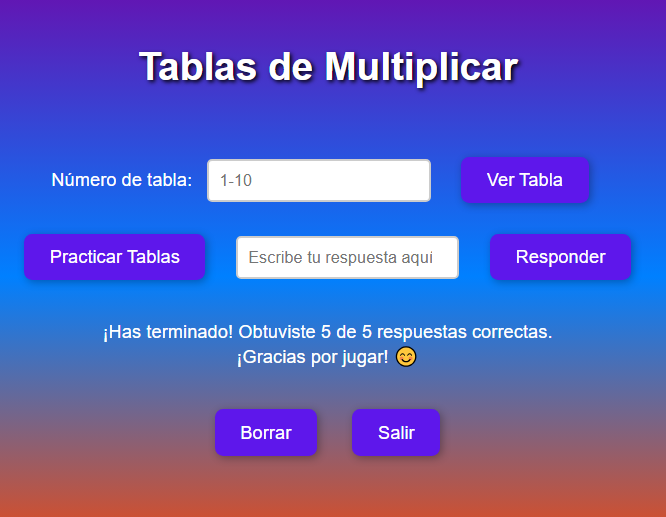 Tablas de Multiplicar
Número de tabla: 1-10 Ver Tabla
Practicar Tablas Escribe tu respuesta aquí Responder
¡Has terminado! Obtuviste 5 de 5 respuestas correctas.
¡Gracias por jugar! 😊
Borrar Salir